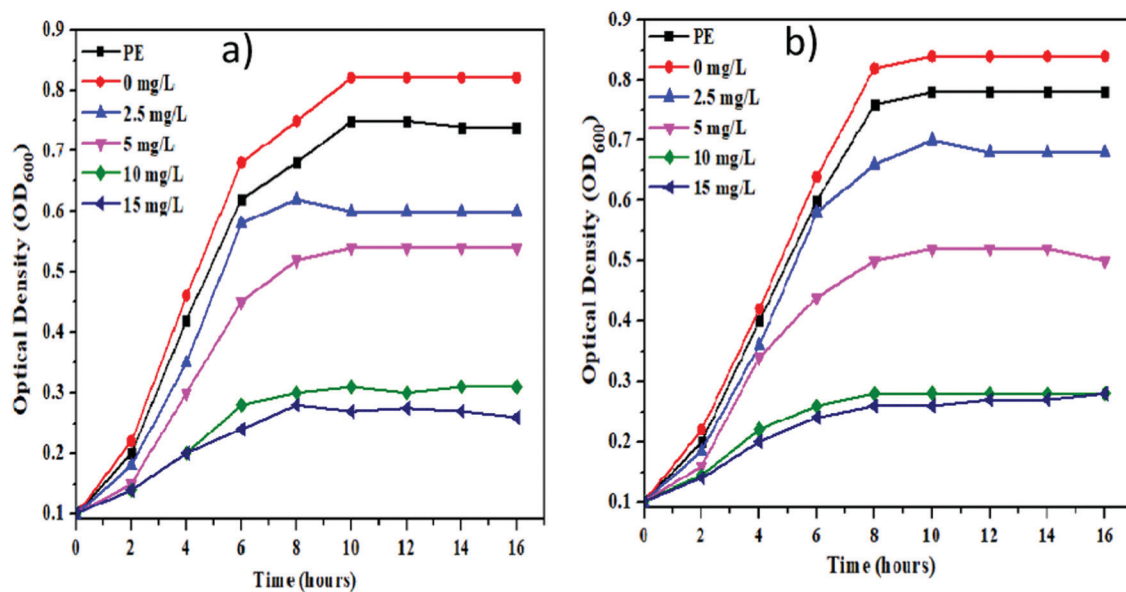 a)
PE
0 mg/L
2.5 mg/L
5 mg/L
10 mg/L
15 mg/L
Optical Density (OD600)
0.9
0.8
0.7
0.6
0.5
0.4
0.3
0.2
0.1
0 2 4 6 8 10 12 14 16
Time (hours)
b)
PE
0 mg/L
2.5 mg/L
5 mg/L
10 mg/L
15 mg/L
Optical Density (OD600)
0.9
0.8
0.7
0.6
0.5
0.4
0.3
0.2
0.1
0 2 4 6 8 10 12 14 16
Time (hours)